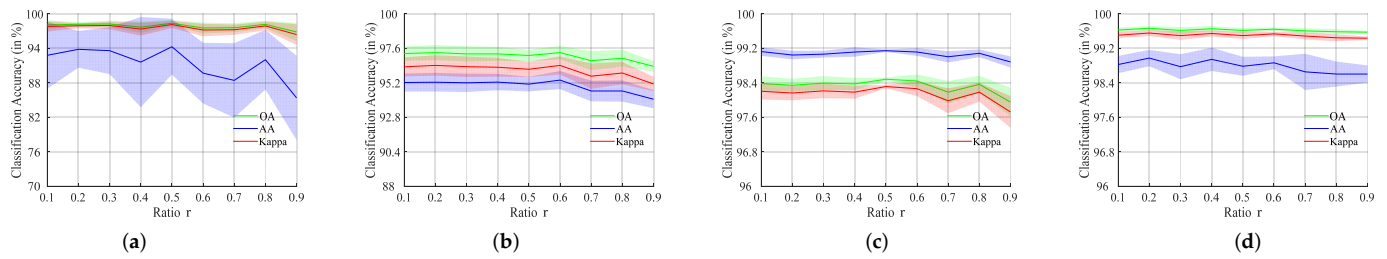 Classification Accuracy (in %)
100
94
88
82
76
70
OA
AA
Kappa
0.1 0.2 0.3 0.4 0.5 0.6 0.7 0.8 0.9
Ratio r
(a)
Classification Accuracy (in %)
100
97.6
95.2
92.8
90.4
88
OA
AA
Kappa
0.1 0.2 0.3 0.4 0.5 0.6 0.7 0.8 0.9
Ratio r
(b)
Classification Accuracy (in %)
100
99.2
98.4
97.6
96.8
96
OA
AA
Kappa
0.1 0.2 0.3 0.4 0.5 0.6 0.7 0.8 0.9
Ratio r
(c)
Classification Accuracy (in %)
100
99.2
98.4
97.6
96.8
96
OA
AA
Kappa
0.1 0.2 0.3 0.4 0.5 0.6 0.7 0.8 0.9
Ratio r
(d)